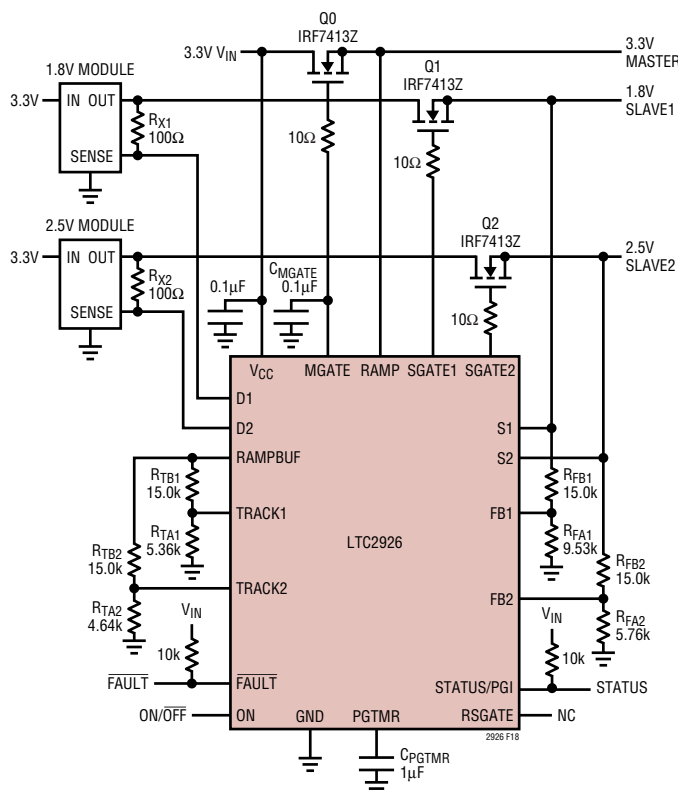 Q0
IRF7413Z
3.3V VIN
3.3V
MASTER
1.8V MODULE
Q1
IRF7413Z
3.3V
IN OUT
1.8V
SLAVE1
RX1
100Ω
10Ω
SENSE
10Ω
2.5V MODULE
Q2
IRF7413Z
3.3V
IN OUT
2.5V
SLAVE2
RX2
100Ω
CMGATE
0.1µF
0.1µF
SENSE
10Ω
VCC
MGATE
RAMP
SGATE1
SGATE2
D1
D2
S1
RAMPBUF
S2
RTB1
15.0k
RFB1
15.0k
TRACK1
FB1
RTA1
5.36k
LTC2926
RFA1
9.53k
RTB2
15.0k
RFB2
15.0k
TRACK2
FB2
RTA2
4.64k
VIN
VIN
RFA2
5.76k
10k
10k
FAULT
FAULT
STATUS/PGI
STATUS
ON/OFF
ON
GND
PGTMR
RSGATE
NC
2926 F18
CPGTMR
1µF